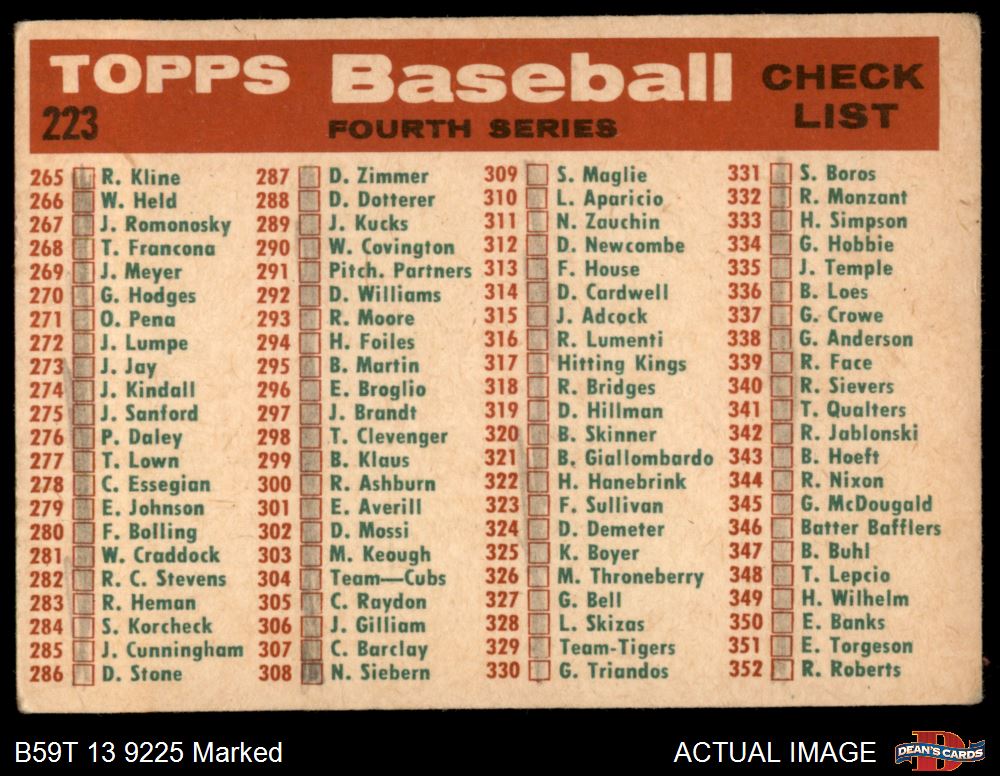 TOPPS Baseball CHECK LIST
223 FOURTH SERIES
265 R. Kline
266 W. Held
267 J. Romonosky
268 T. Francona
269 J. Meyer
270 G. Hodges
271 O. Pena
272 J. Lumpe
273 J. Jay
274 J. Kindall
275 J. Sanford
276 P. Daley
277 T. Lown
278 C. Essegian
279 E. Johnson
280 F. Bolling
281 W. Craddock
282 R. C. Stevens
283 R. Heman
284 S. Korcheck
285 J. Cunningham
286 D. Stone
287 D. Zimmer
288 D. Dotterer
289 J. Kucks
290 W. Covington
291 Pitch. Partners
292 D. Williams
293 R. Moore
294 H. Foiles
295 B. Martin
296 E. Broglio
297 J. Brandt
298 T. Clevenger
299 B. Klaus
300 R. Ashburn
301 E. Averill
302 D. Mossi
303 M. Keough
304 Team—Cubs
305 C. Raydon
306 J. Gilliam
307 C. Barclay
308 N. Siebern
309 S. Maglie
310 L. Aparicio
311 N. Zauchin
312 D. Newcombe
313 F. House
314 D. Cardwell
315 J. Adcock
316 R. Lumenti
317 Hitting Kings
318 R. Bridges
319 D. Hillman
320 B. Skinner
321 B. Giallombardo
322 H. Hanebrink
323 F. Sullivan
324 D. Demeter
325 K. Boyer
326 M. Throneberry
327 G. Bell
328 L. Skizas
329 Team-Tigers
330 G. Triandos
331 S. Boros
332 R. Monzant
333 H. Simpson
334 G. Hobbie
335 J. Temple
336 B. Loes
337 G. Crowe
338 G. Anderson
339 R. Face
340 R. Sievers
341 T. Qualters
342 R. Jablonski
343 B. Hoeft
344 R. Nixon
345 G. McDougald
346 Batter Bafflers
347 B. Buhl
348 T. Lepcio
349 H. Wilhelm
350 E. Banks
351 E. Torgeson
352 R. Roberts
B59T 13 9225 Marked
ACTUAL IMAGE
DEAN'S CARDS